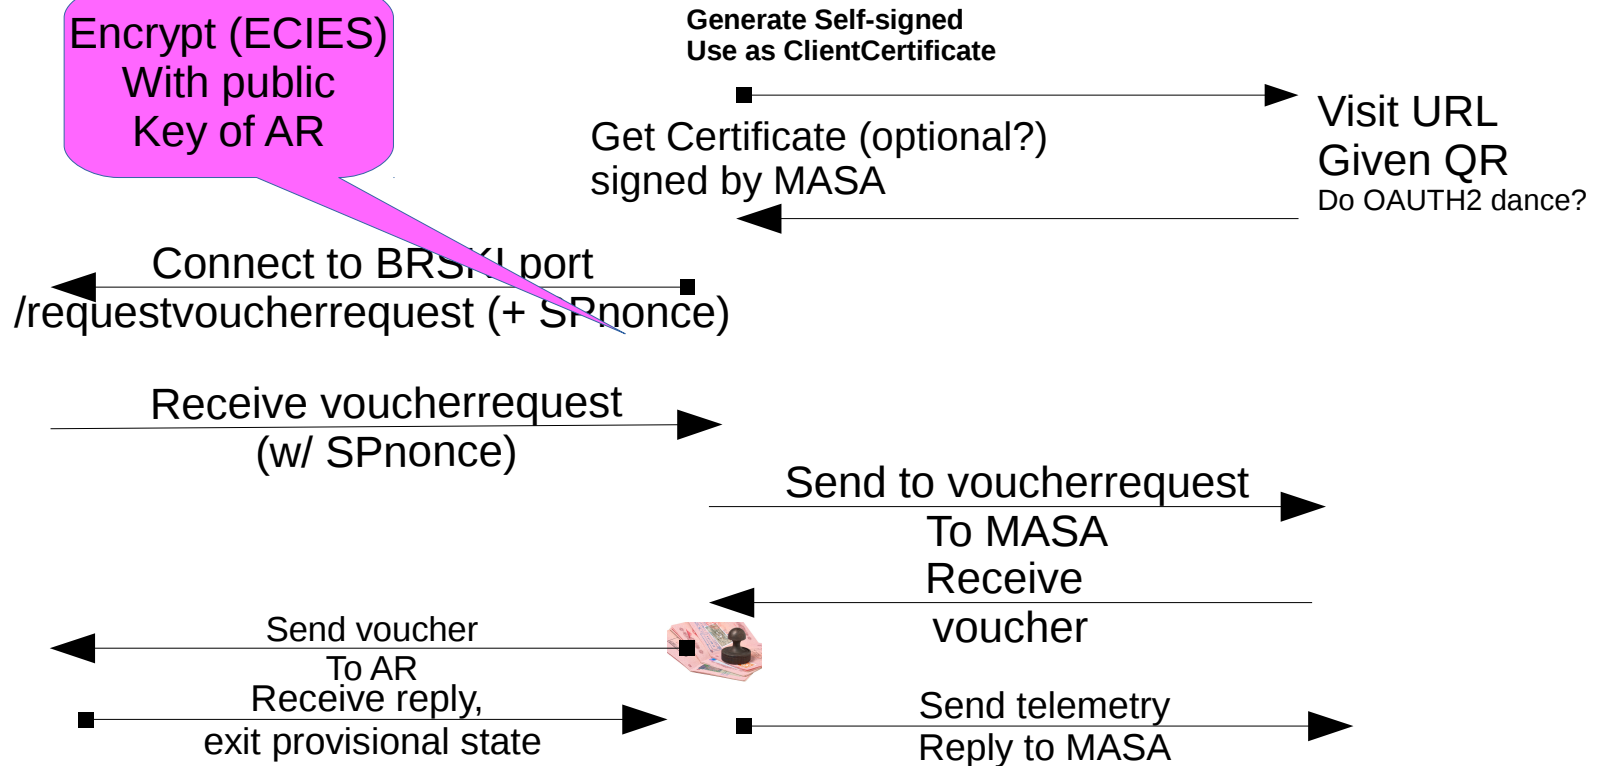 Encrypt (ECIES)
With public
Key of AR
Generate Self-signed
Use as ClientCertificate
Get Certificate (optional?)
signed by MASA
Visit URL
Given QR
Do OAUTH2 dance?
Connect to BRSKI port
/requestvoucherrequest (+ SPnonce)
Receive voucherrequest
(w/ SPnonce)
Send to voucherrequest
To MASA
Receive
voucher
Send voucher
To AR
Receive reply,
exit provisional state
Send telemetry
Reply to MASA